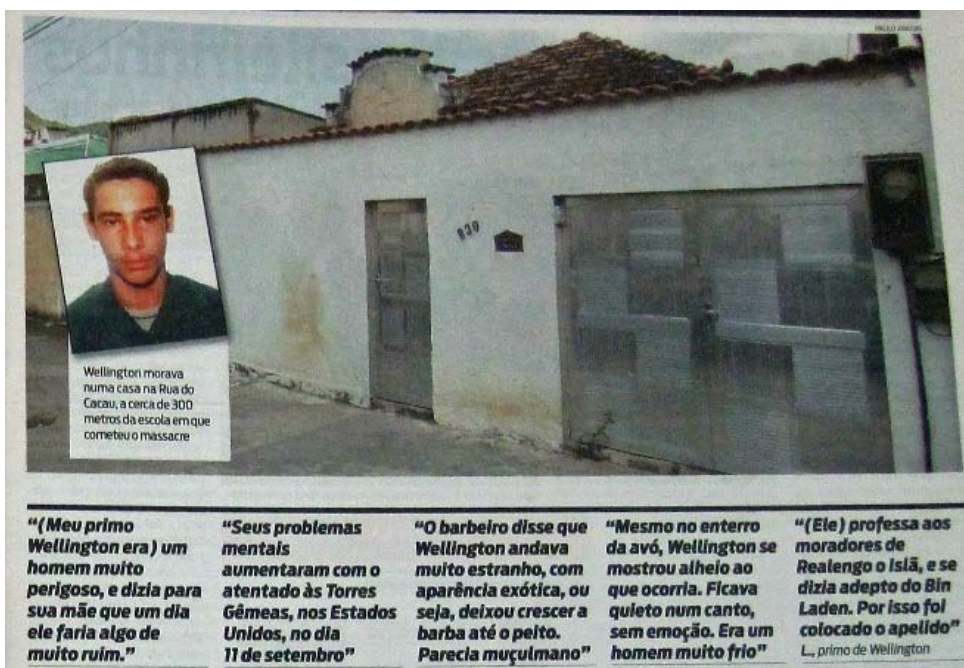 PAULO ARAÚJO
830
Wellington morava
numa casa na Rua do
Cacau, a cerca de 300
metros da escola em que
cometeu o massacre
“(Meu primo
Wellington era) um
homem muito
perigoso, e dizia para
sua mãe que um dia
ele faria algo de
muito ruim.”
“Seus problemas
mentais
aumentaram com o
atentado às Torres
Gêmeas, nos Estados
Unidos, no dia
11 de setembro”
“O barbeiro disse que
Wellington andava
muito estranho, com
aparência exótica, ou
seja, deixou crescer a
barba até o peito.
Parecia muçulmano”
“Mesmo no enterro
da avó, Wellington se
mostrou alheio ao
que ocorria. Ficava
quieto num canto,
sem emoção. Era um
homem muito frio”
“(Ele) professa aos
moradores de
Realengo o Islã, e se
dizia adepto do Bin
Laden. Por isso foi
colocado o apelido”
L., primo de Wellington